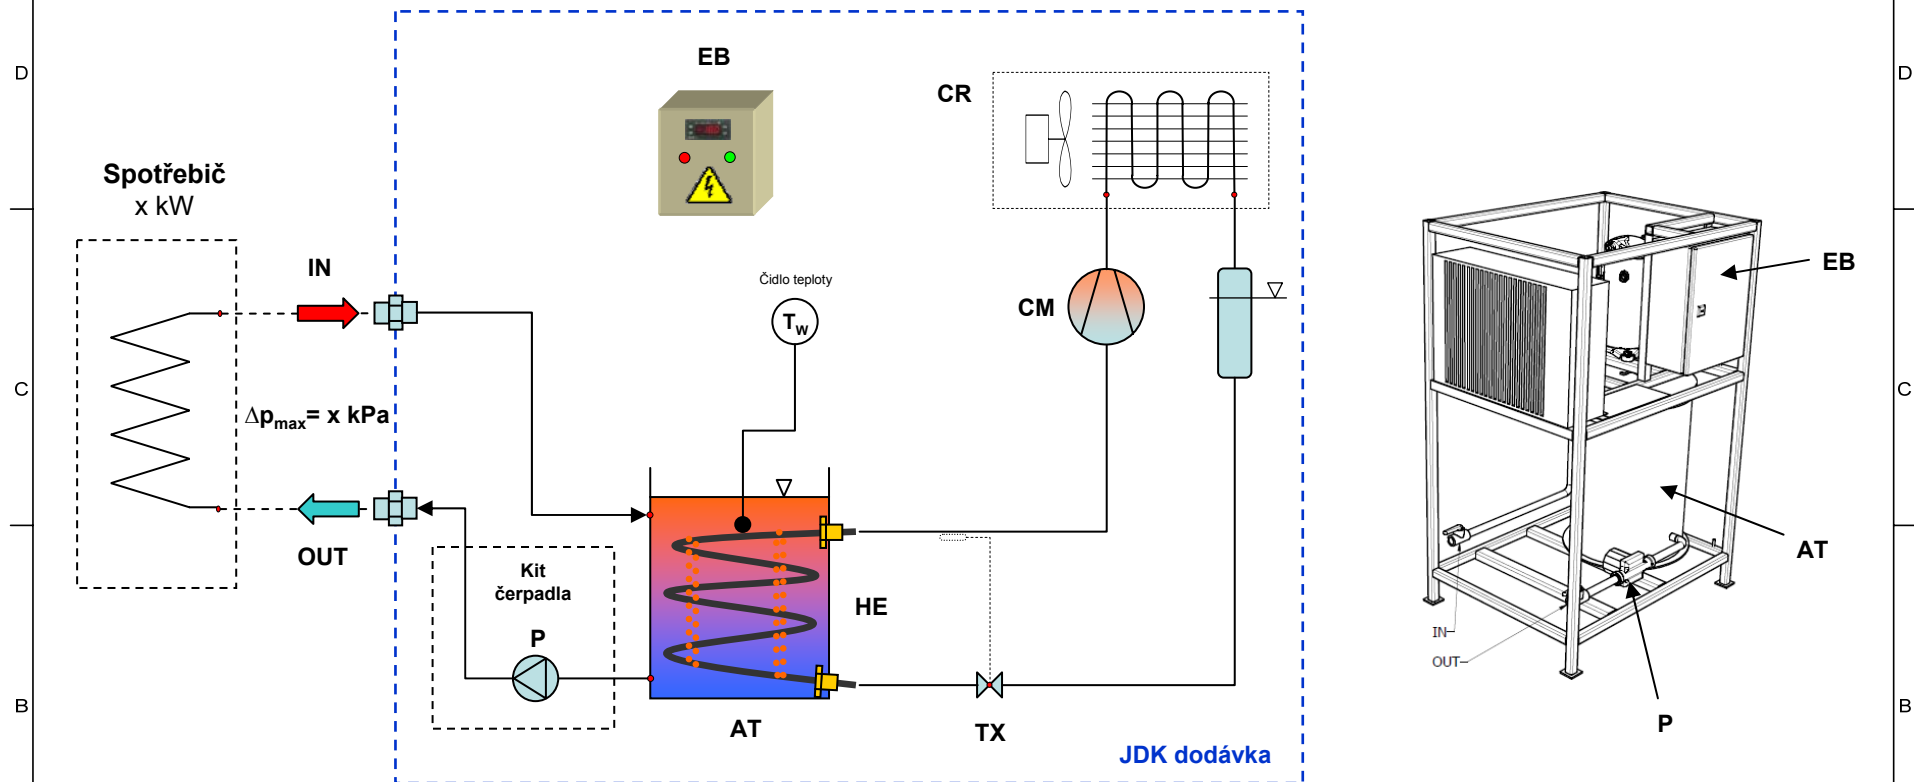 D
D
EB
CR
Spotřebič
x kW
IN
Čidlo teploty
EB
CM
Tw
C
C
Δpmax= x kPa
OUT
AT
Kit
čerpadla
HE
P
IN
OUT
B
B
AT
TX
P
JDK dodávka